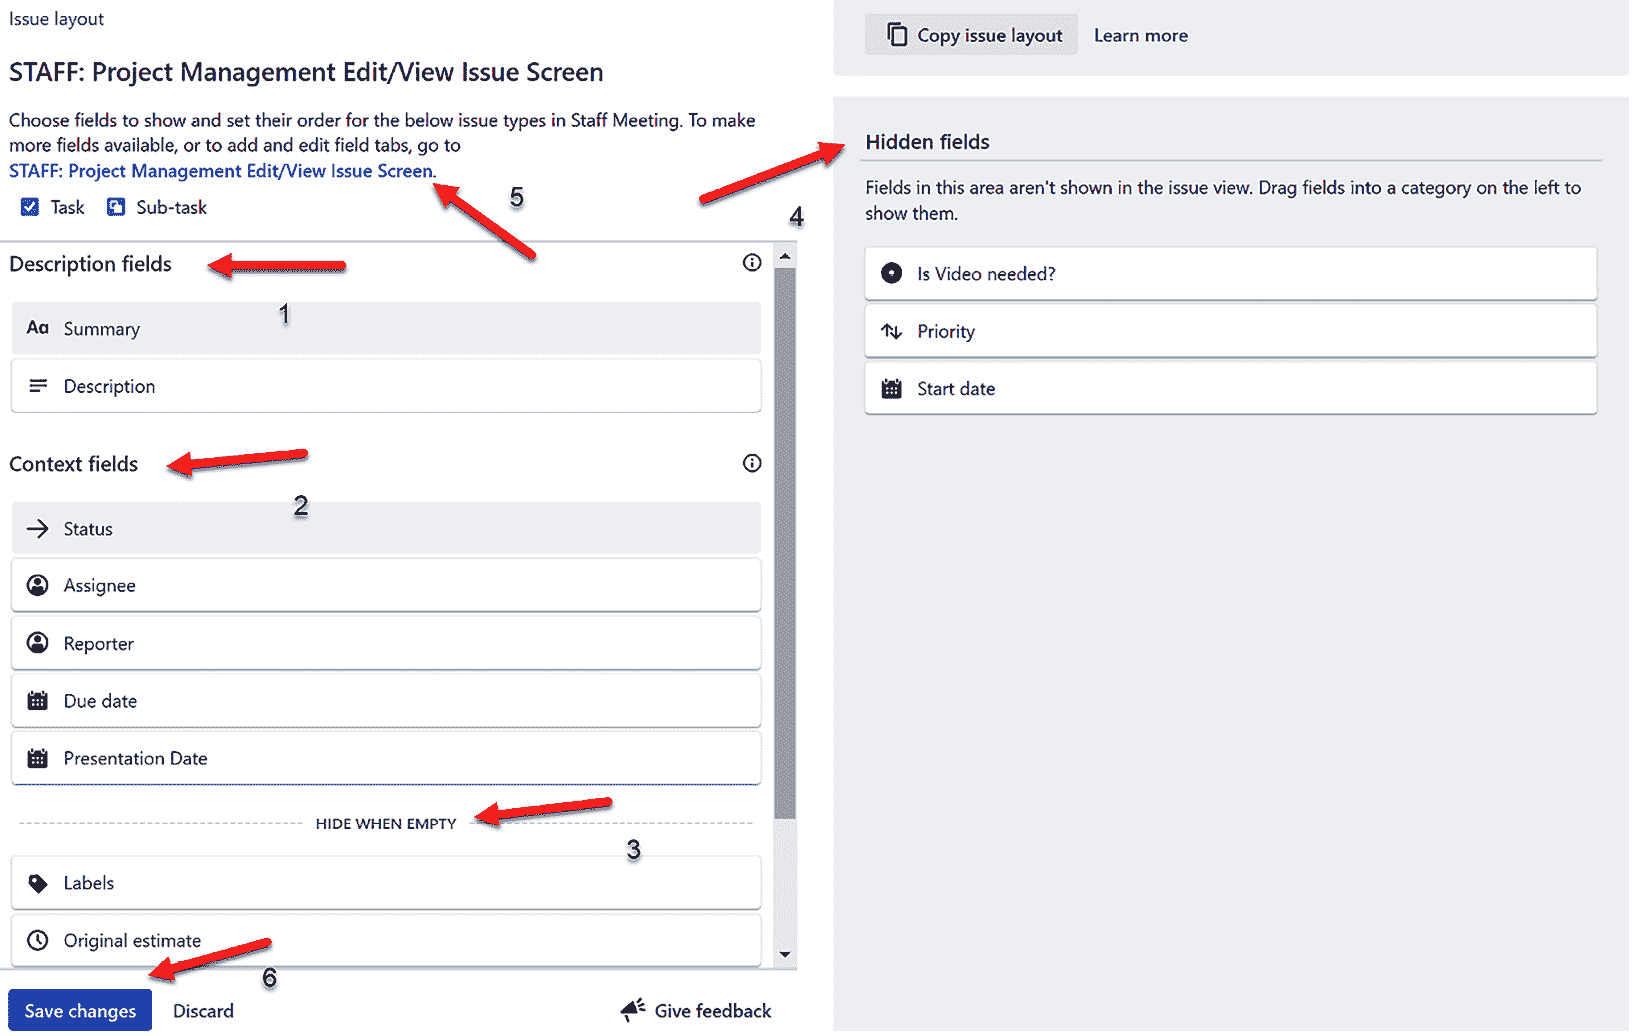 Issue layout
STAFF: Project Management Edit/View Issue Screen
Choose fields to show and set their order for the below issue types in Staff Meeting. To make
more fields available, or to add and edit field tabs, go to
STAFF: Project Management Edit/View Issue Screen.
5
Task
Sub-task
Description fields
1
Aa Summary
Description
Context fields
2
Status
Assignee
Reporter
Due date
Presentation Date
HIDE WHEN EMPTY
3
Labels
Original estimate
6
Save changes
Discard
Give feedback
Copy issue layout
Learn more
4
Hidden fields
Fields in this area aren't shown in the issue view. Drag fields into a category on the left to
show them.
Is Video needed?
Priority
Start date